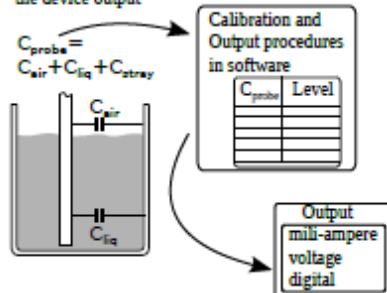 the device output
C_probe=
C_air+C_liq+C_stray
C_air
C_liq
Calibration and
Output procedures
in software
C_probe Level
Output
mili-ampere
voltage
digital